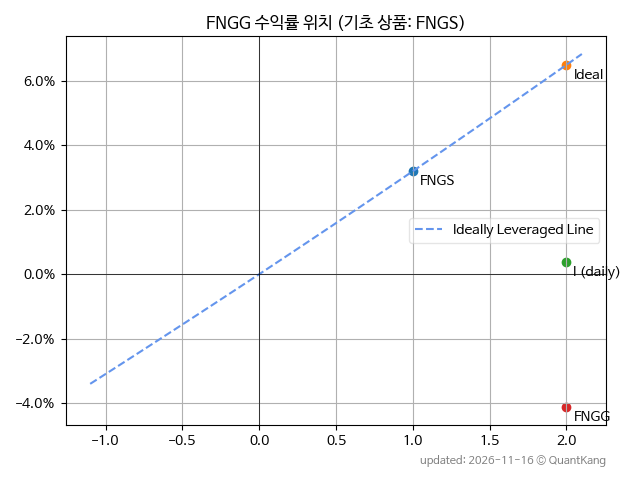 FNGG 수익률 위치 (기초 상품: FNGS)
6.0%
4.0%
2.0%
0.0%
−2.0%
−4.0%
Ideal
FNGS
Ideally Leveraged Line
I (daily)
FNGG
−1.0 −0.5 0.0 0.5 1.0 1.5 2.0
updated: 2026-11-16 © QuantKang